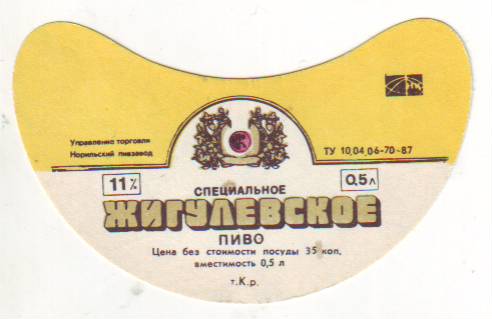 Управление торговли
Норильский пивзавод
ТУ 10,04,06-70-87
11%
0,5л
СПЕЦИАЛЬНОЕ
ЖИГУЛЕВСКОЕ
ПИВО
Цена без стоимости посуды 35 коп,
вместимость 0,5 л
т.К.р.